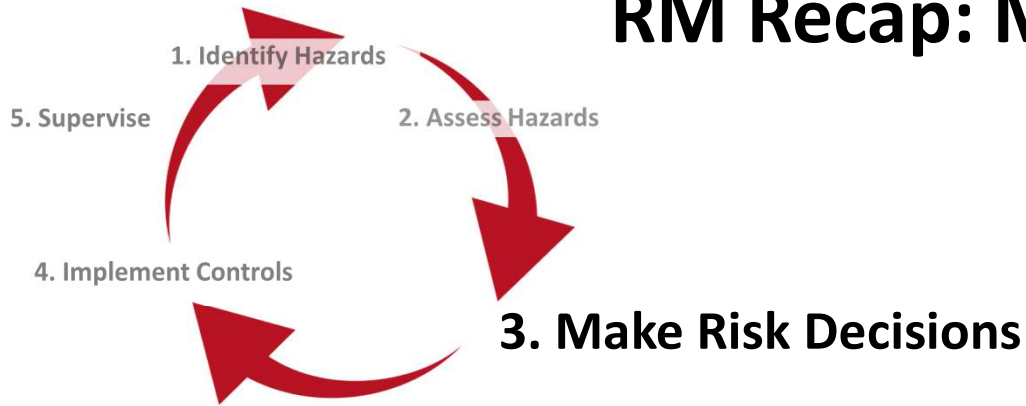 RM Recap: M
1. Identify Hazards
5. Supervise
2. Assess Hazards
4. Implement Controls
3. Make Risk Decisions